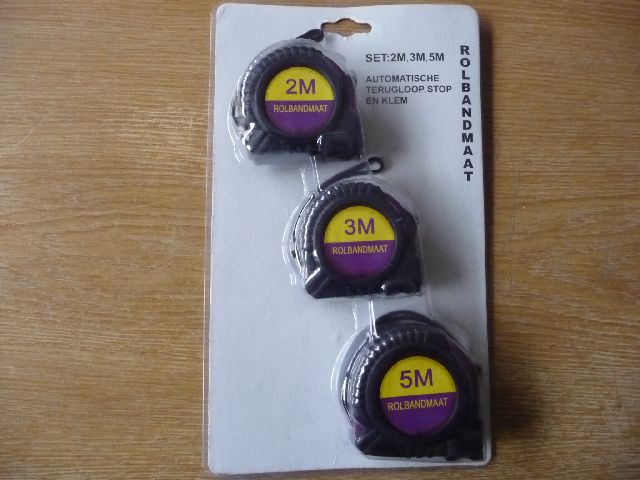 SET:2M,3M,5M
AUTOMATISCHE
TERUGLOOP STOP
EN KLEM
ROLBANDMAAT
2M
ROLBANDMAAT
3M
ROLBANDMAAT
5M
ROLBANDMAAT